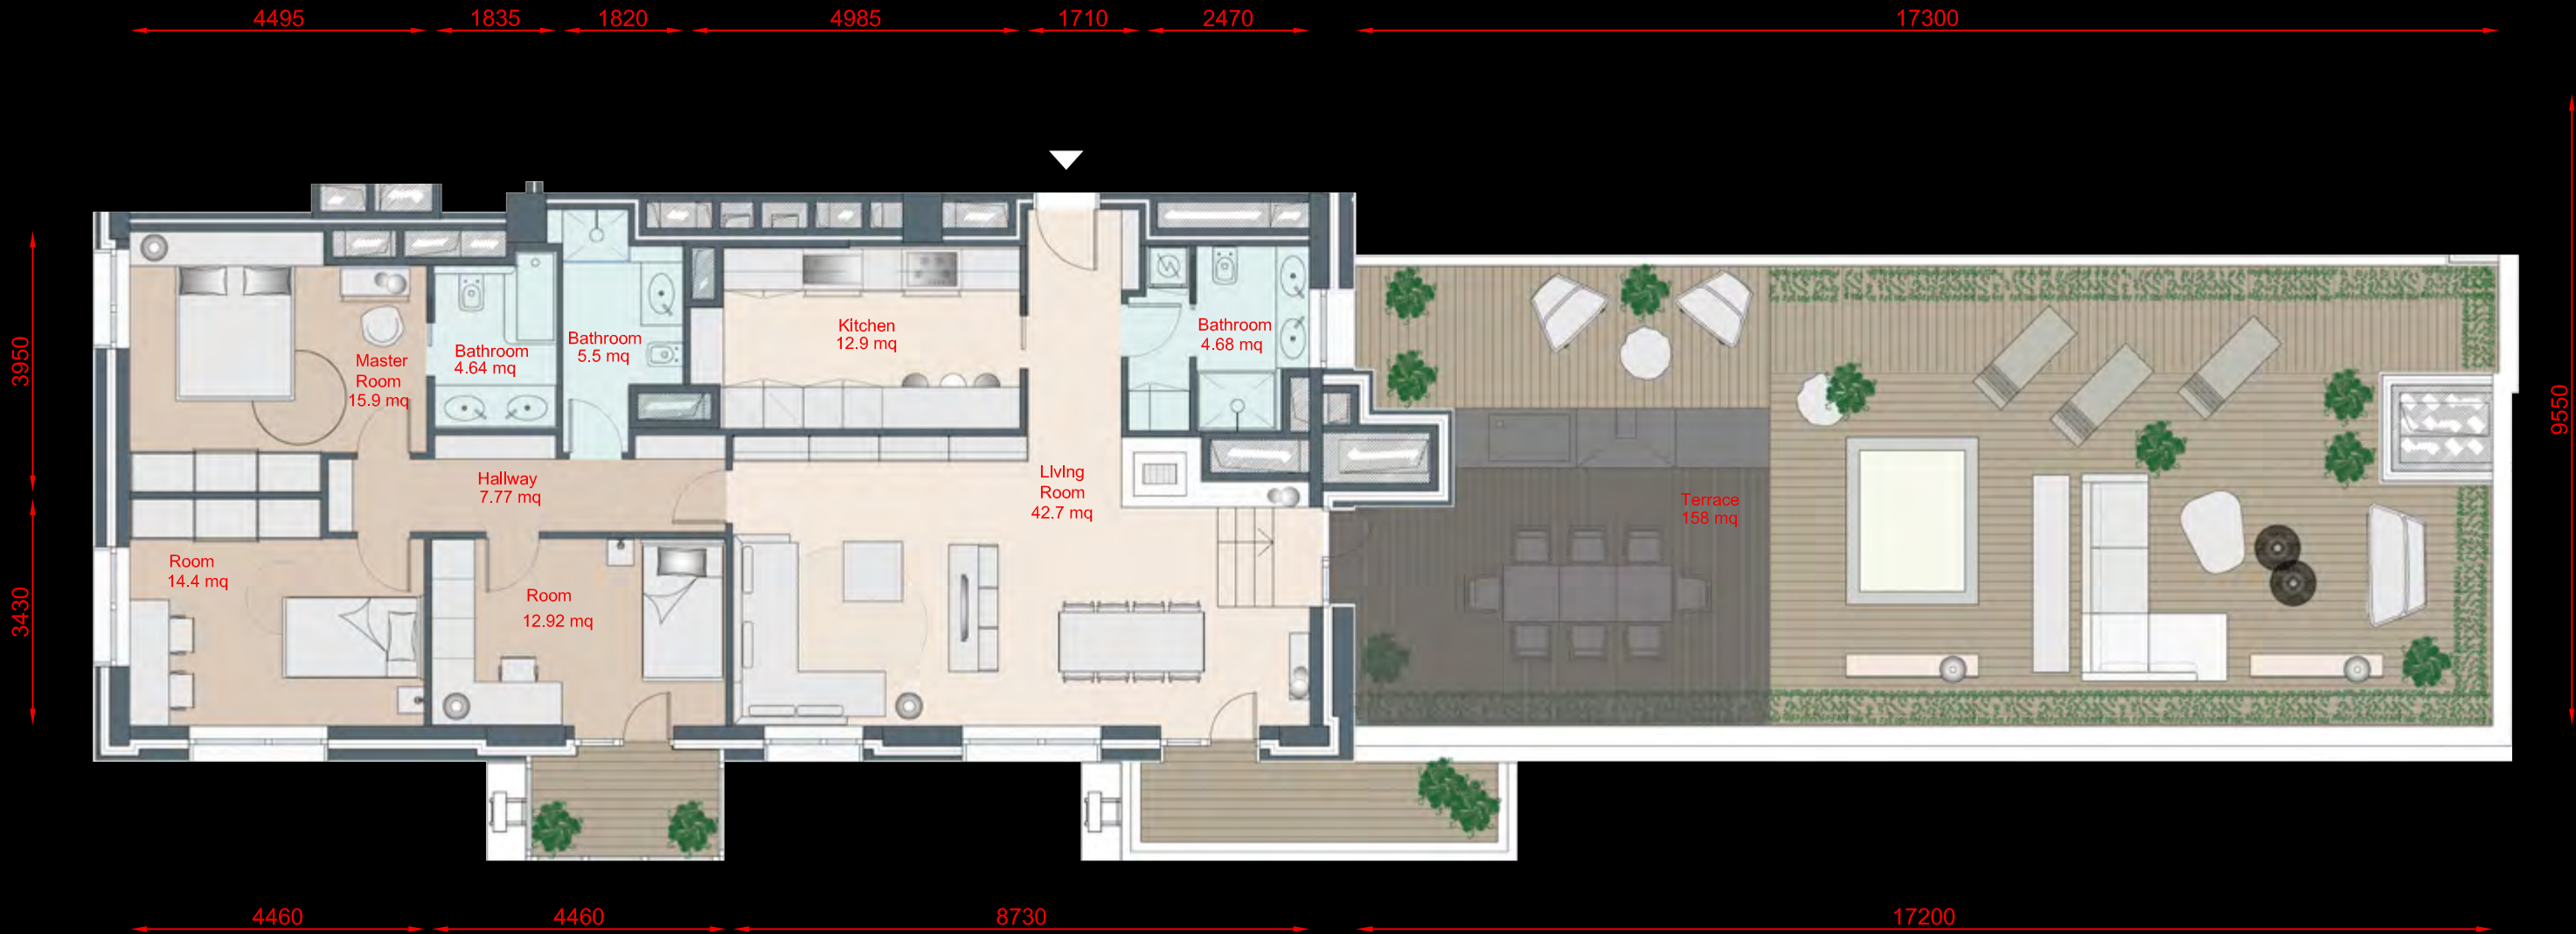 4495
1835
1820
4985
1710
2470
17300
3950
3430
9550
Master
Room
15.9 mq
Bathroom
4.64 mq
Bathroom
5.5 mq
Kitchen
12.9 mq
Bathroom
4.68 mq
Hallway
7.77 mq
Living
Room
42.7 mq
Terrace
158 mq
Room
14.4 mq
Room
12.92 mq
4460
4460
8730
17200